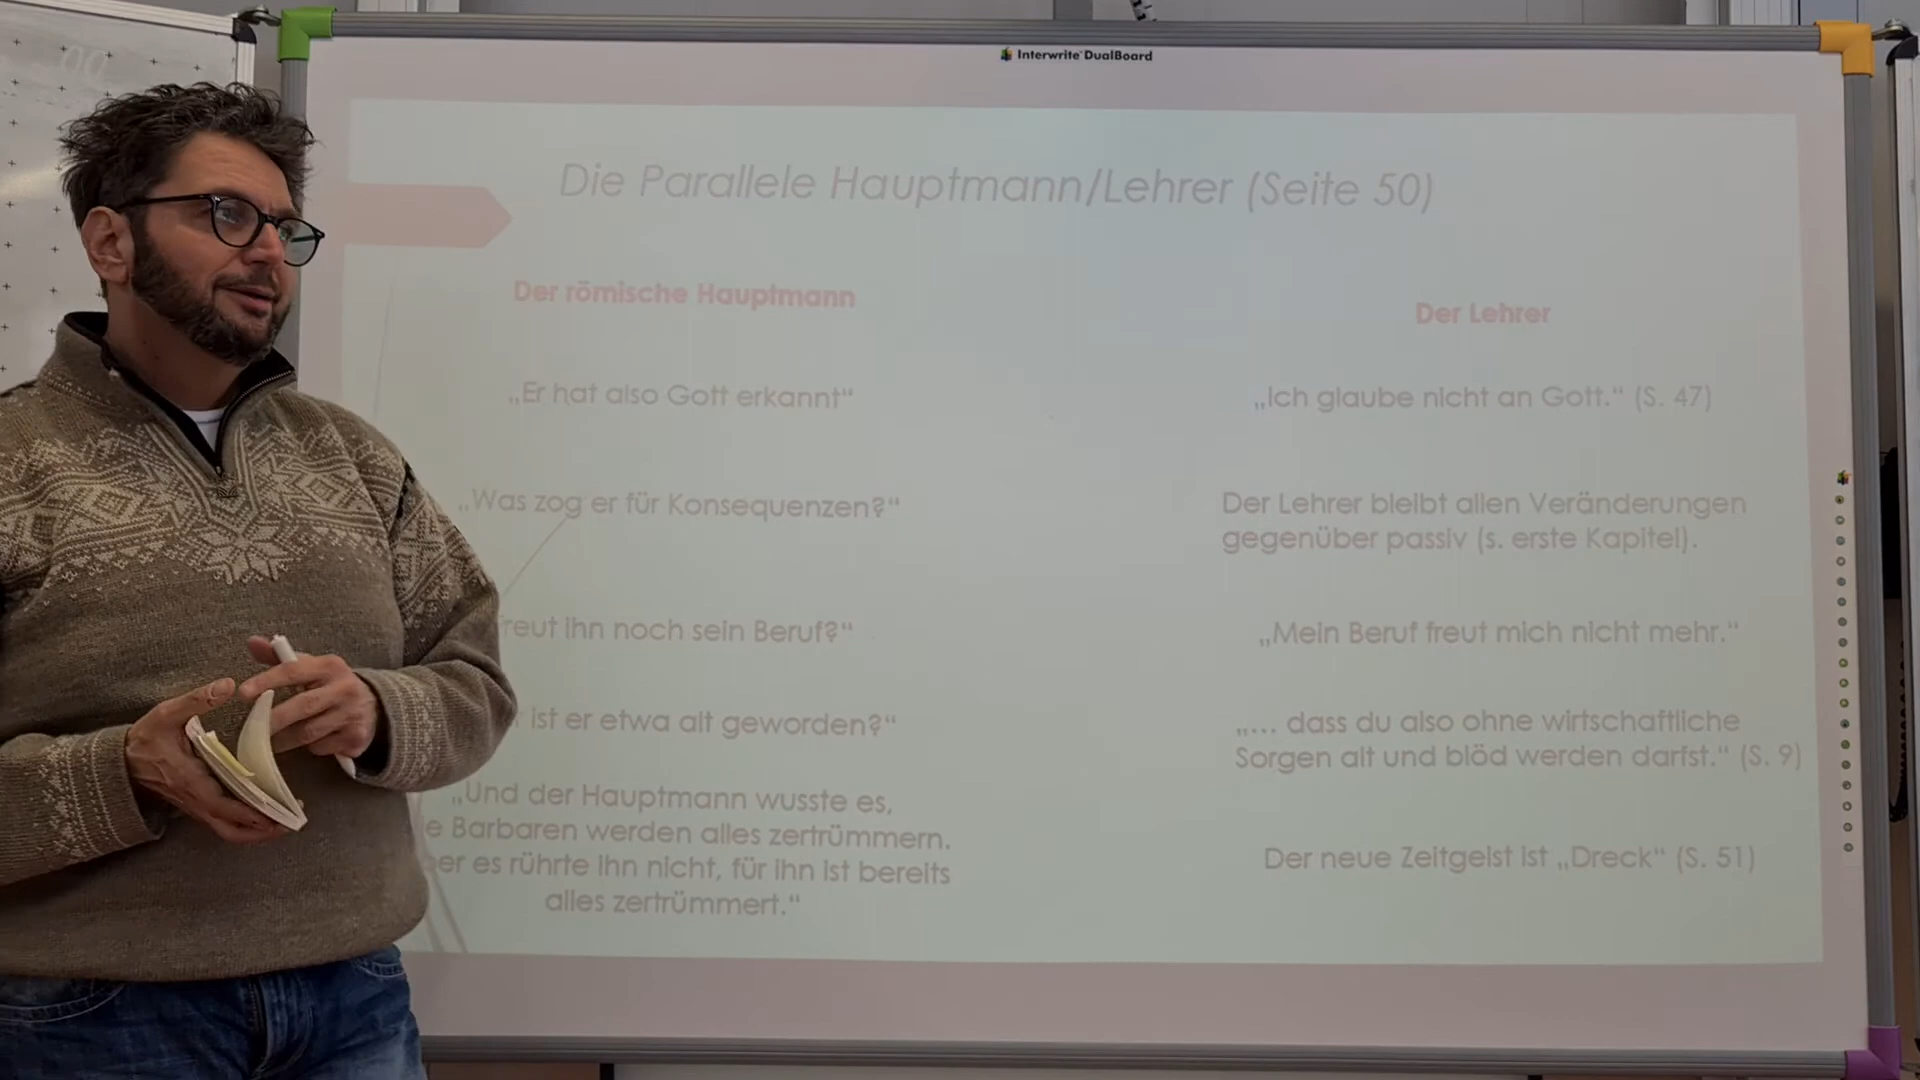 Interwrite DualBoard
Die Parallele Hauptmann/Lehrer (Seite 50)
Der römische Hauptmann
„Er hat also Gott erkannt“
„Was zog er für Konsequenzen?“
reut ihn noch sein Beruf?“
ist er etwa alt geworden?“
„Und der Hauptmann wusste es,
e Barbaren werden alles zertrümmern.
er es rührte ihn nicht, für ihn ist bereits
alles zertrümmert.“
Der Lehrer
„Ich glaube nicht an Gott.“ (S. 47)
Der Lehrer bleibt allen Veränderungen
gegenüber passiv (s. erste Kapitel).
„Mein Beruf freut mich nicht mehr.“
„... dass du also ohne wirtschaftliche
Sorgen alt und blöd werden darfst.“ (S. 9)
Der neue Zeitgeist ist „Dreck“ (S. 51)